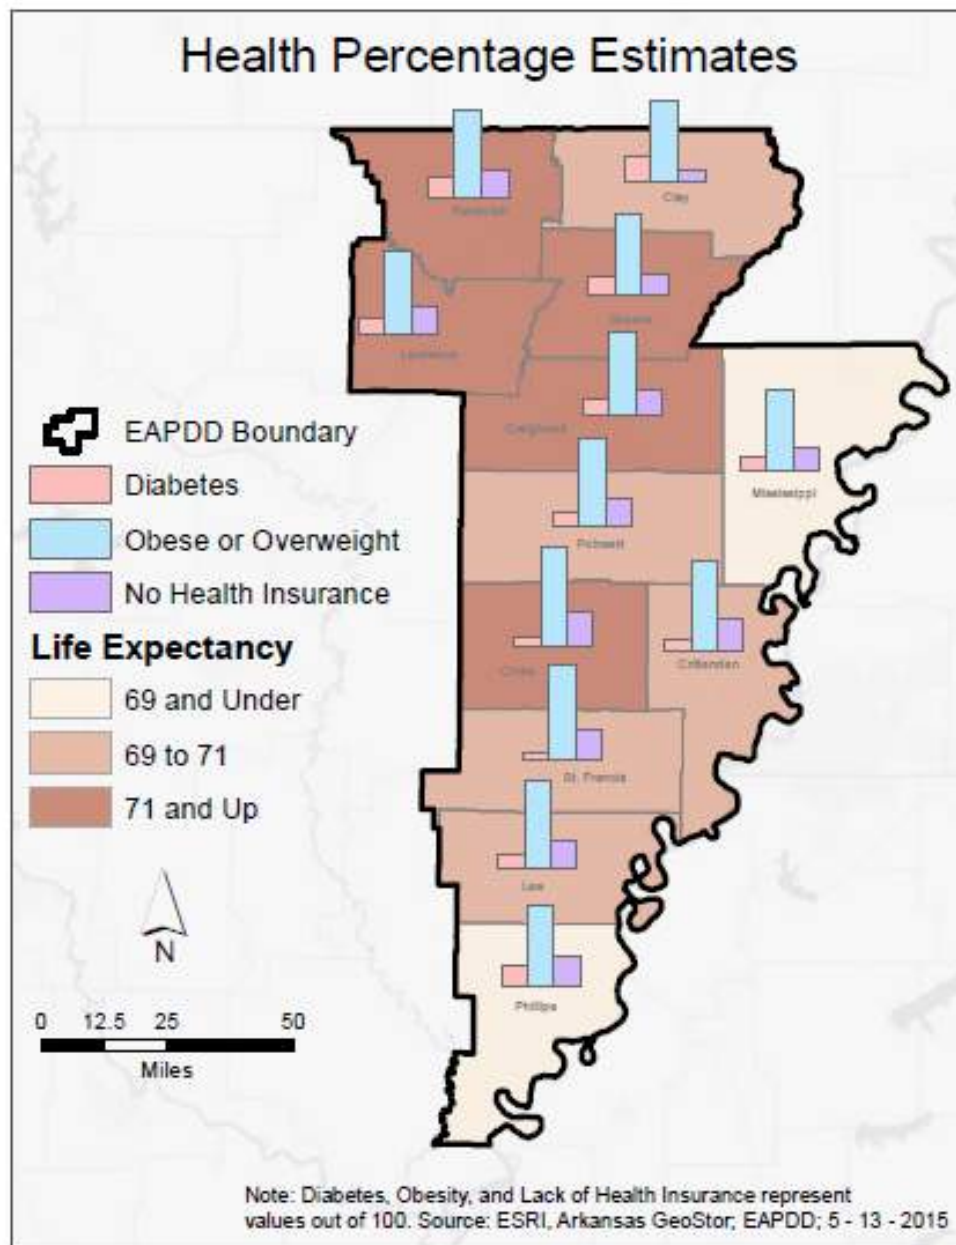 Health Percentage Estimates
Clay
Lawrence
EAPDD Boundary
Diabetes
Obese or Overweight
No Health Insurance
Life Expectancy
69 and Under
69 to 71
71 and Up
Craighead
Mississippi
Poinsett
Cross
Crittenden
St. Francis
Lee
Phillips
N
0 12.5 25 50
Miles
Note: Diabetes, Obesity, and Lack of Health Insurance represent
values out of 100. Source: ESRI, Arkansas GeoStor; EAPDD; 5 - 13 - 2015